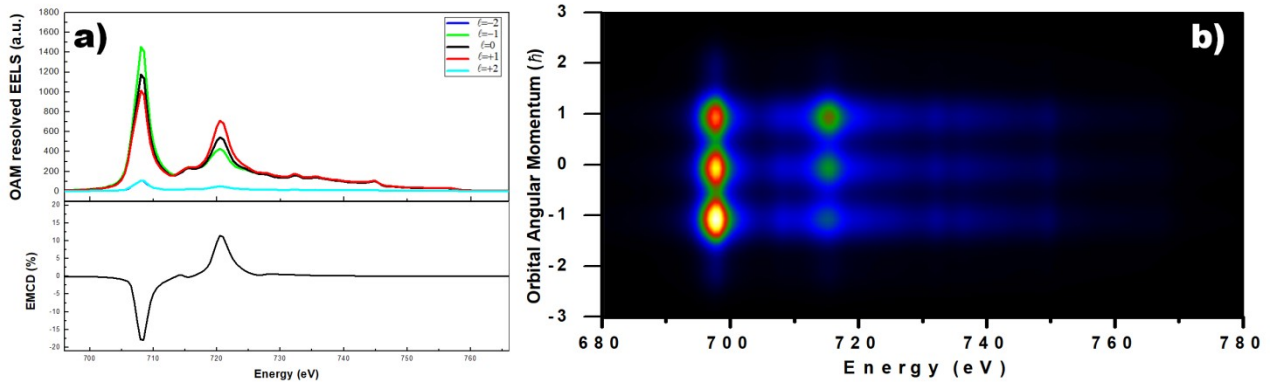 a)
OAM resolved EELS (a.u.)
1800
1600
1400
1200
1000
800
600
400
200
0
ℓ=−2
ℓ=−1
ℓ=0
ℓ=+1
ℓ=+2
EMCD (%)
20
15
10
5
0
-5
-10
-15
-20
700 710 720 730 740 750 760
Energy (eV)
b)
Orbital Angular Momentum (ℏ)
3
2
1
0
-1
-2
-3
680 700 720 740 760 780
Energy (eV)